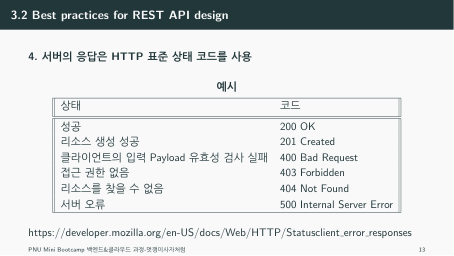 3.2 Best practices for REST API design
4. 서버의 응답은 HTTP 표준 상태 코드를 사용
예시
상태 코드
성공 200 OK
리소스 생성 성공 201 Created
클라이언트의 입력 Payload 유효성 검사 실패 400 Bad Request
접근 권한 없음 403 Forbidden
리소스를 찾을 수 없음 404 Not Found
서버 오류 500 Internal Server Error
https://developer.mozilla.org/en-US/docs/Web/HTTP/Statusclient_error_responses
PNU Mini Bootcamp 백엔드&클라우드 과정-멋쟁이사자처럼 13